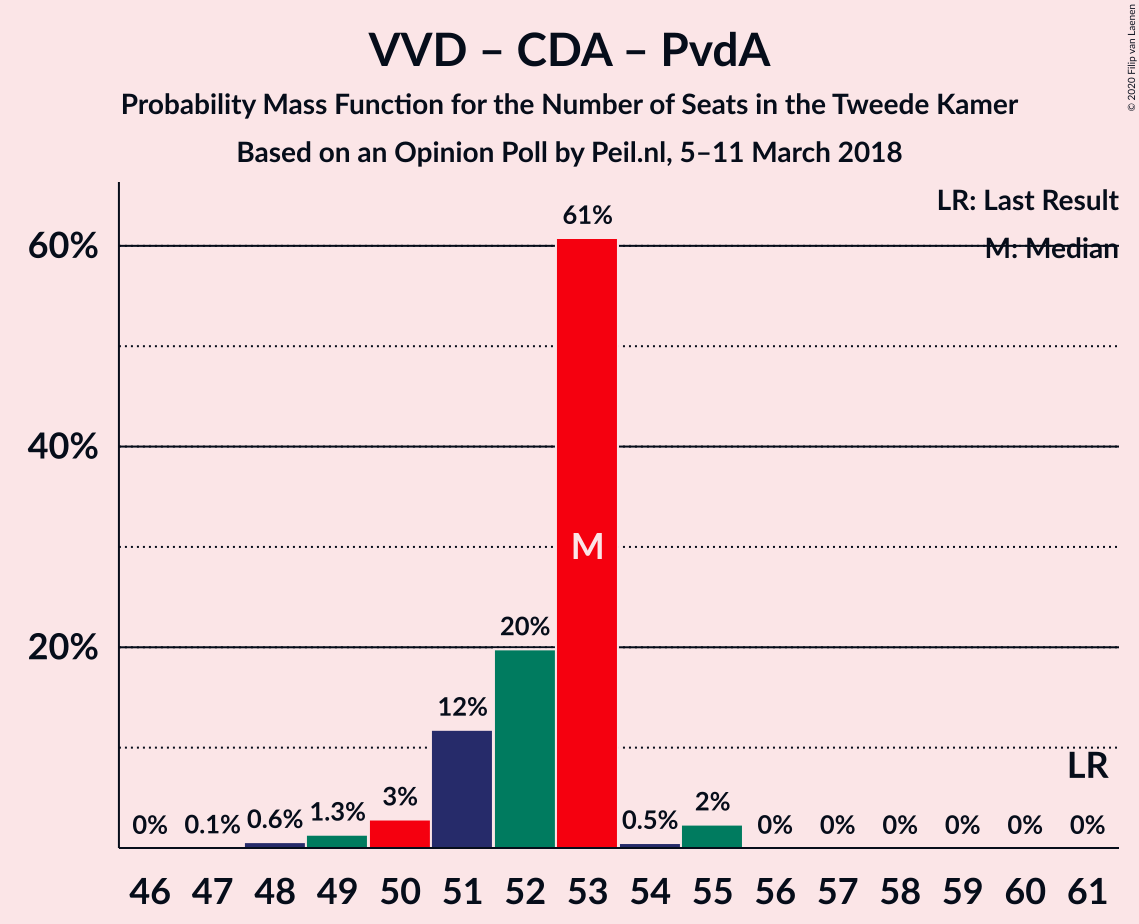 VVD – CDA – PvdA
Probability Mass Function for the Number of Seats in the Tweede Kamer
Based on an Opinion Poll by Peil.nl, 5–11 March 2018
© 2020 Filip van Laenen
LR: Last Result
M: Median
60%
40%
20%
0%
0.1%
0.6%
1.3%
3%
12%
20%
61%
0.5%
2%
0%
0%
0%
0%
0%
0%
M
LR
46 47 48 49 50 51 52 53 54 55 56 57 58 59 60 61